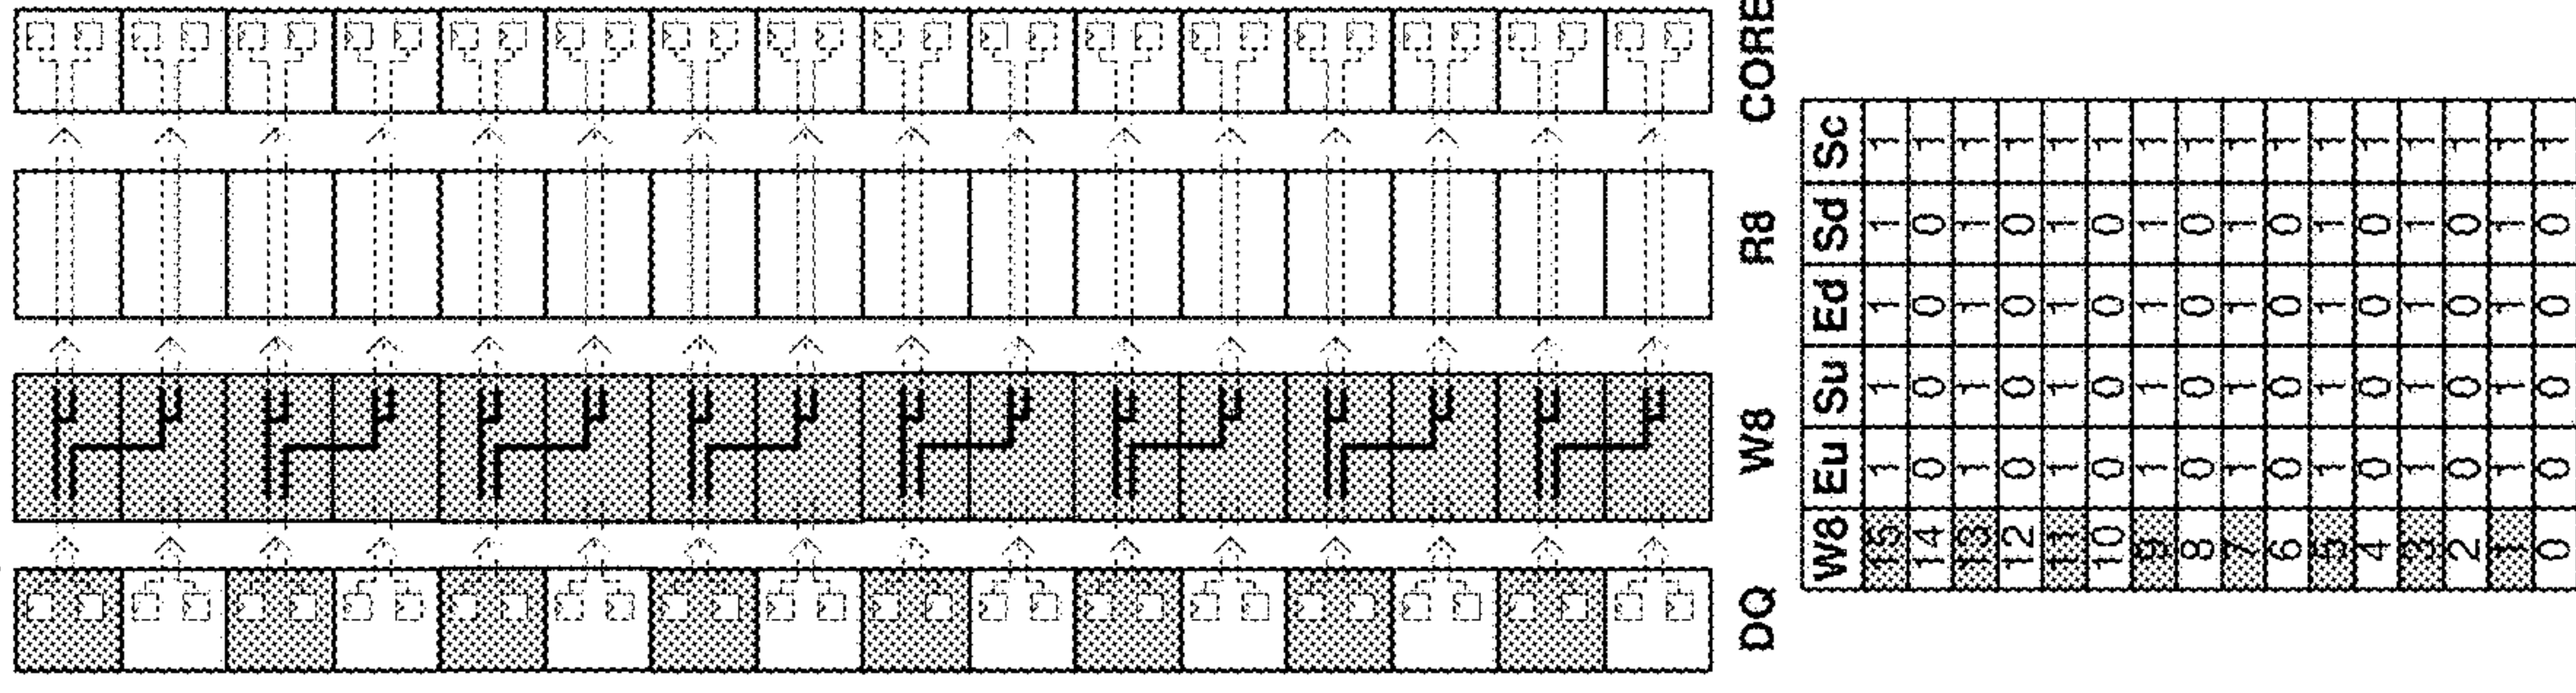 CORE
R8
W8
DQ
W8 Eu Su Ed Sd Sc
15 1 1 1 1 1
14 0 0 0 0 1
13 1 1 1 1 1
12 0 0 0 0 1
11 1 1 1 1 1
10 0 0 0 0 1
9 1 1 1 1 1
8 0 0 0 0 1
7 1 1 1 1 1
6 0 0 0 0 1
5 1 1 1 1 1
4 0 0 0 0 1
3 1 1 1 1 1
2 0 0 0 0 1
1 1 1 1 1 1
0 0 0 0 0 1